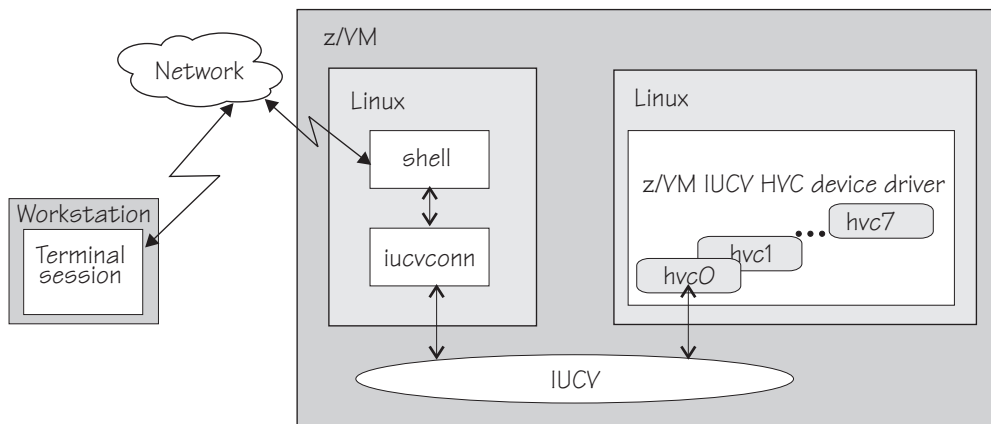 z/VM
Network
Linux
Linux
shell
z/VM IUCV HVC device driver
Workstation
Terminal
session
iucvconn
hvc0
hvc1
hvc7
IUCV